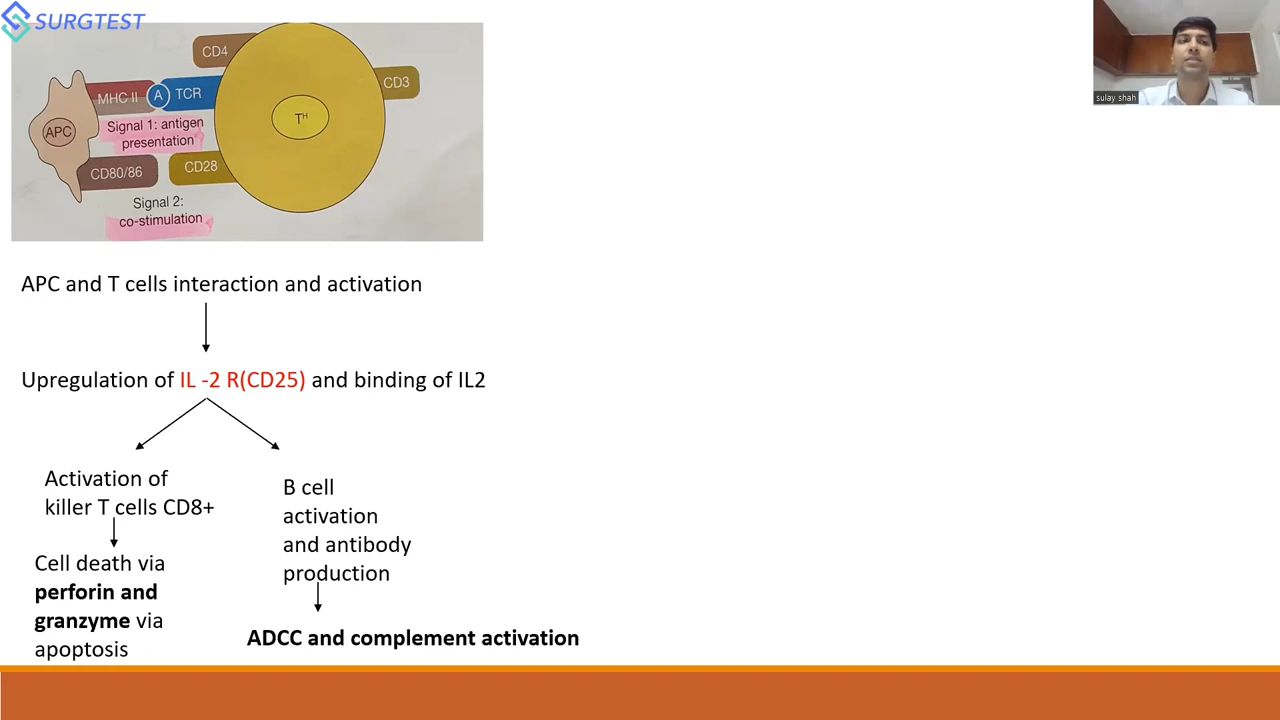 SURGTEST
CD4
CD3
MHC II
A
TCR
APC
Signal 1: antigen
presentation
T^H
CD80/86
CD28
Signal 2:
co-stimulation
sulay shah
APC and T cells interaction and activation
Upregulation of IL -2 R(CD25) and binding of IL2
Activation of
killer T cells CD8+
Cell death via
perforin and
granzyme via
apoptosis
B cell
activation
and antibody
production
ADCC and complement activation